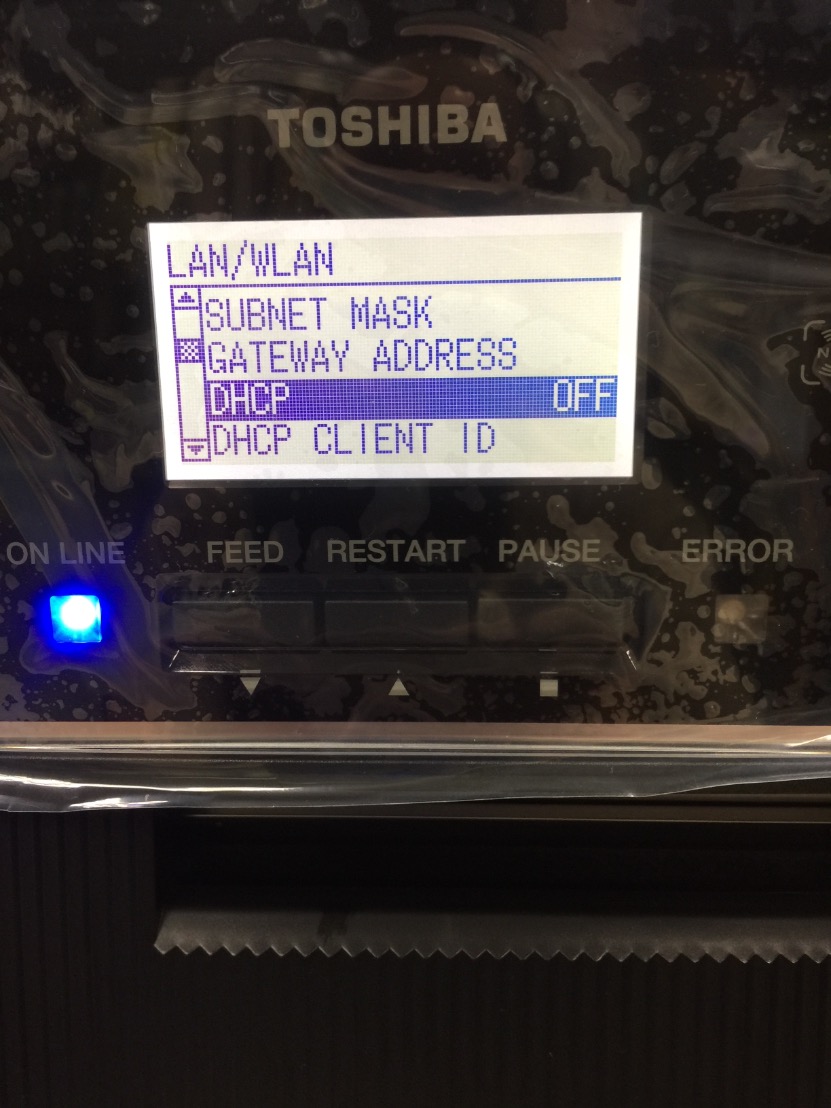 TOSHIBA
LAN/WLAN
SUBNET MASK
GATEWAY ADDRESS
DHCP OFF
DHCP CLIENT ID
ON LINE FEED RESTART PAUSE ERROR